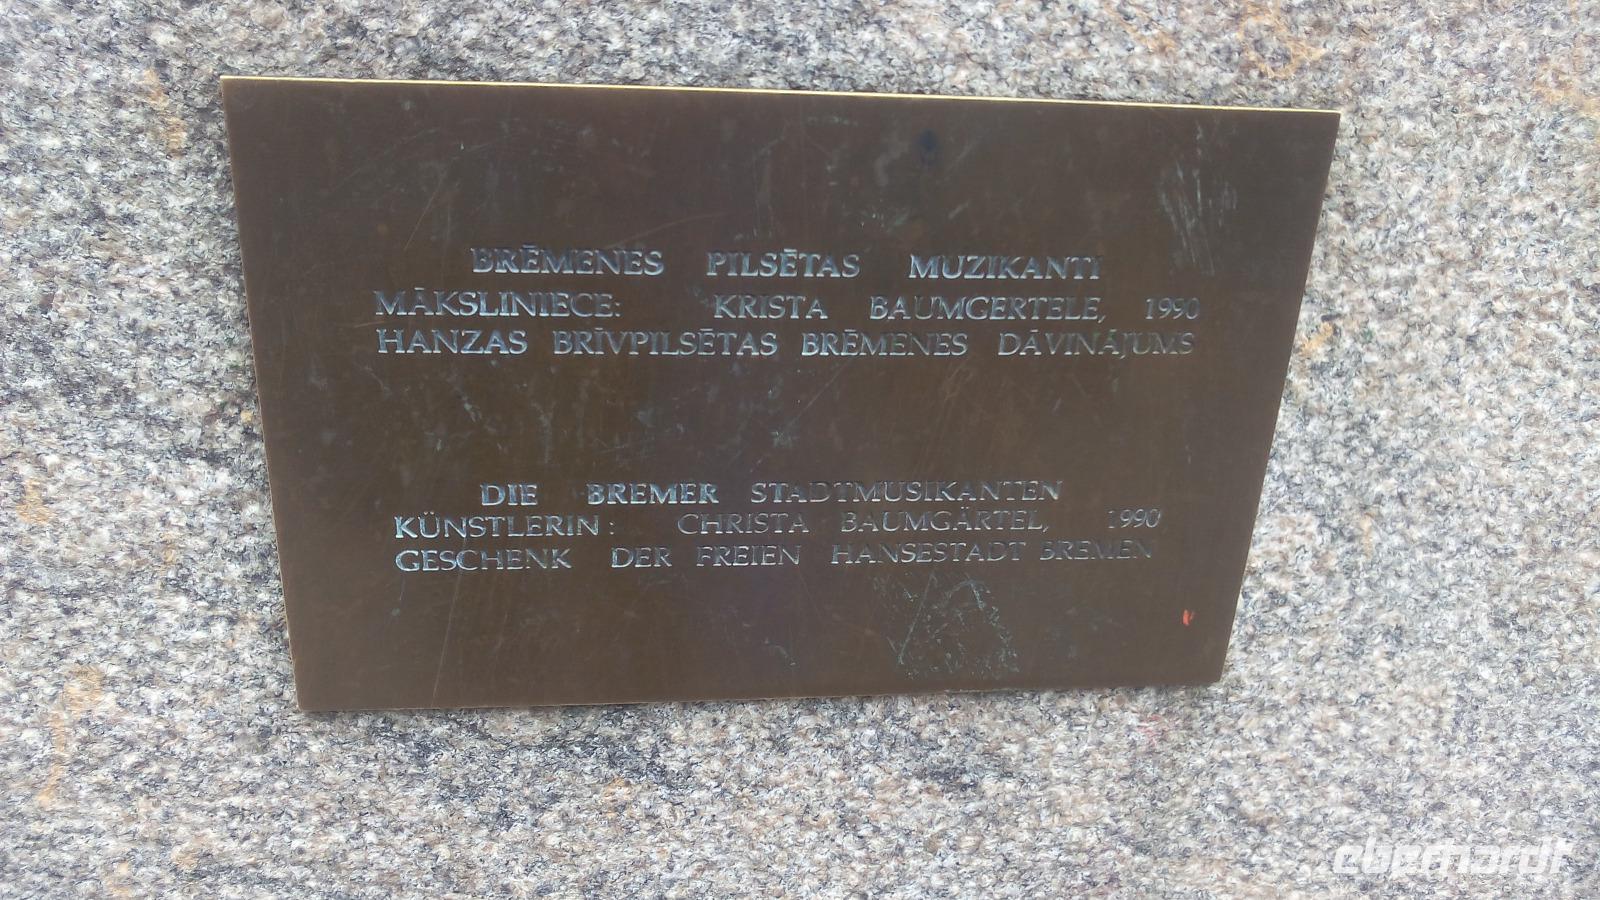 BRĒMENES PILSĒTAS MUZIKANTI
MĀKSLINIECE: KRISTA BAUMGERTELE, 1990
HANZAS BRĪVPILSĒTAS BRĒMENES DĀVINĀJUMS
DIE BREMER STADTMUSIKANTEN
KÜNSTLERIN: CHRISTA BAUMGÄRTEL, 1990
GESCHENK DER FREIEN HANSESTADT BREMEN
eberhardt